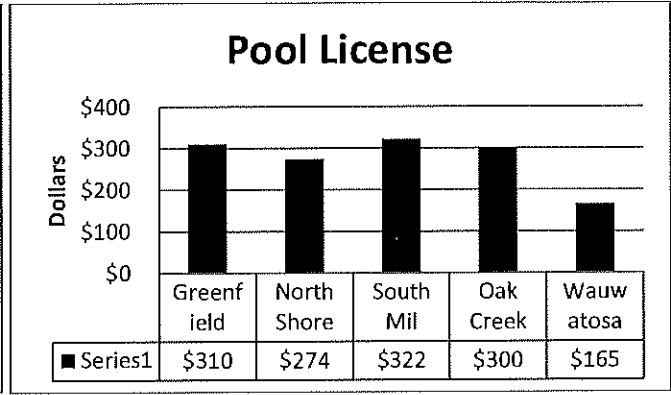 Pool License
$400
$300
$200
$100
$0
Dollars
Greenf North South Oak Wauw
ield Shore Mil Creek atosa
Series1 $310 $274 $322 $300 $165